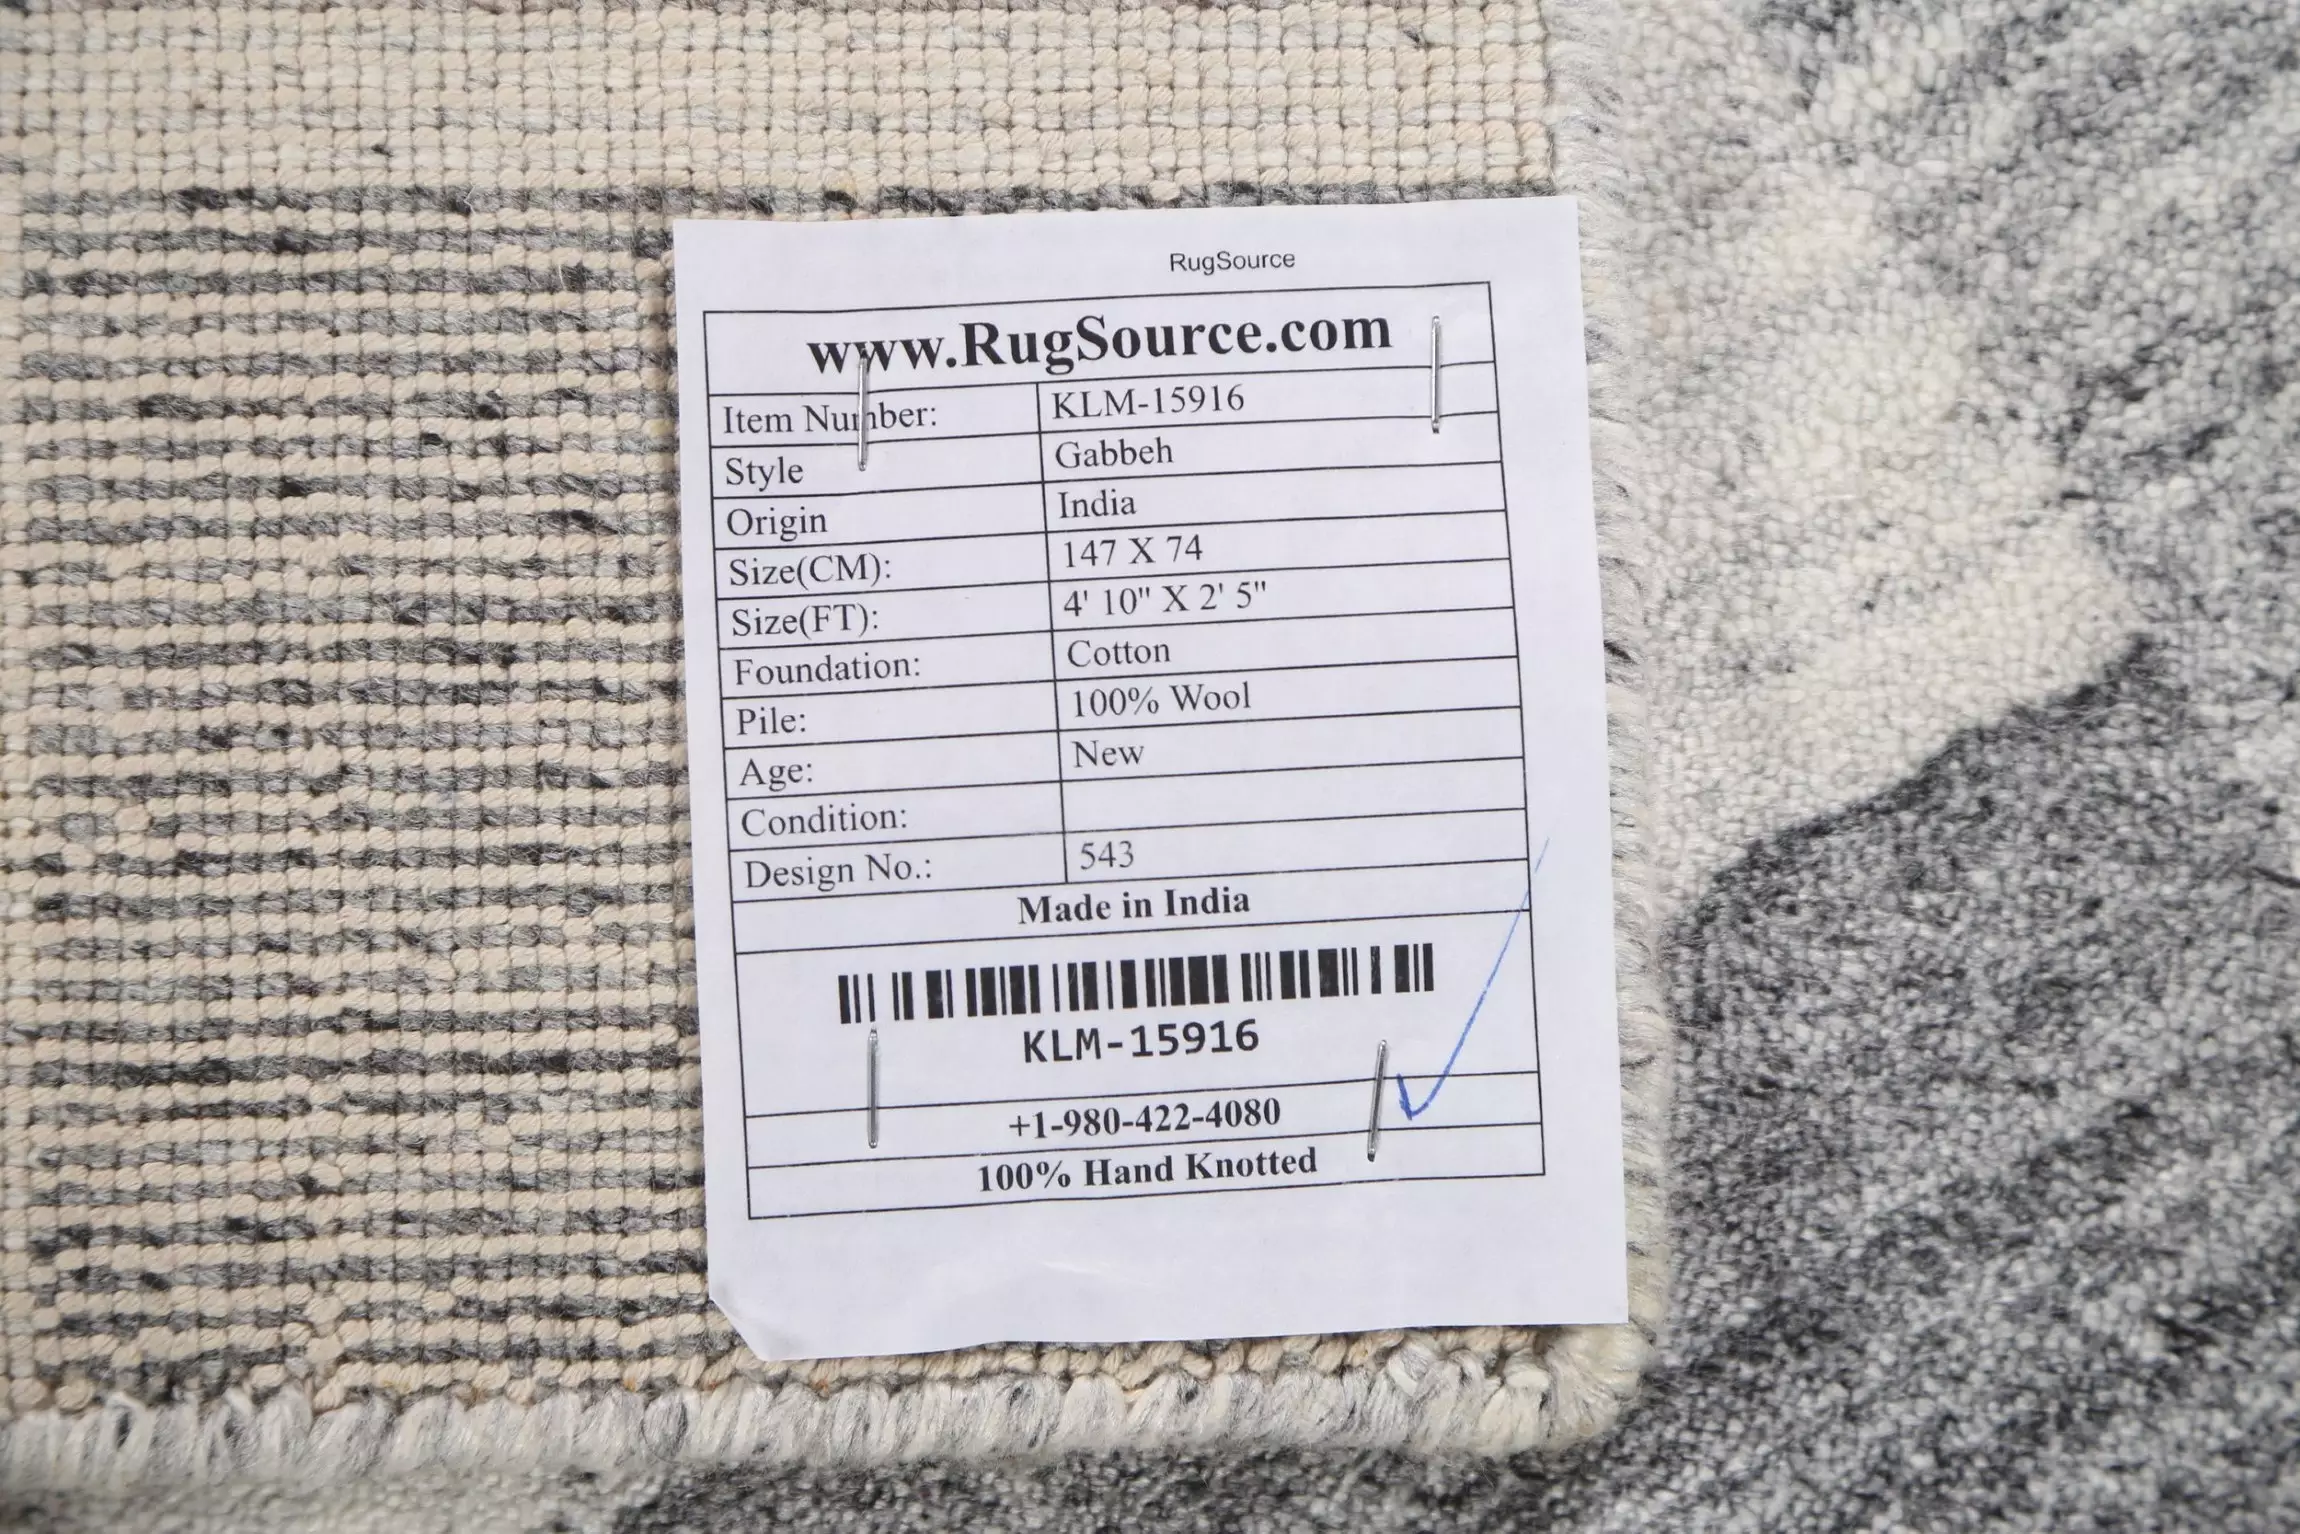 RugSource
www.RugSource.com
Item Number: KLM-15916
Style Gabbeh
Origin India
Size(CM): 147 X 74
Size(FT): 4' 10" X 2' 5"
Foundation: Cotton
Pile: 100% Wool
Age: New
Condition:
Design No.: 543
Made in India
KLM-15916
+1-980-422-4080
100% Hand Knotted